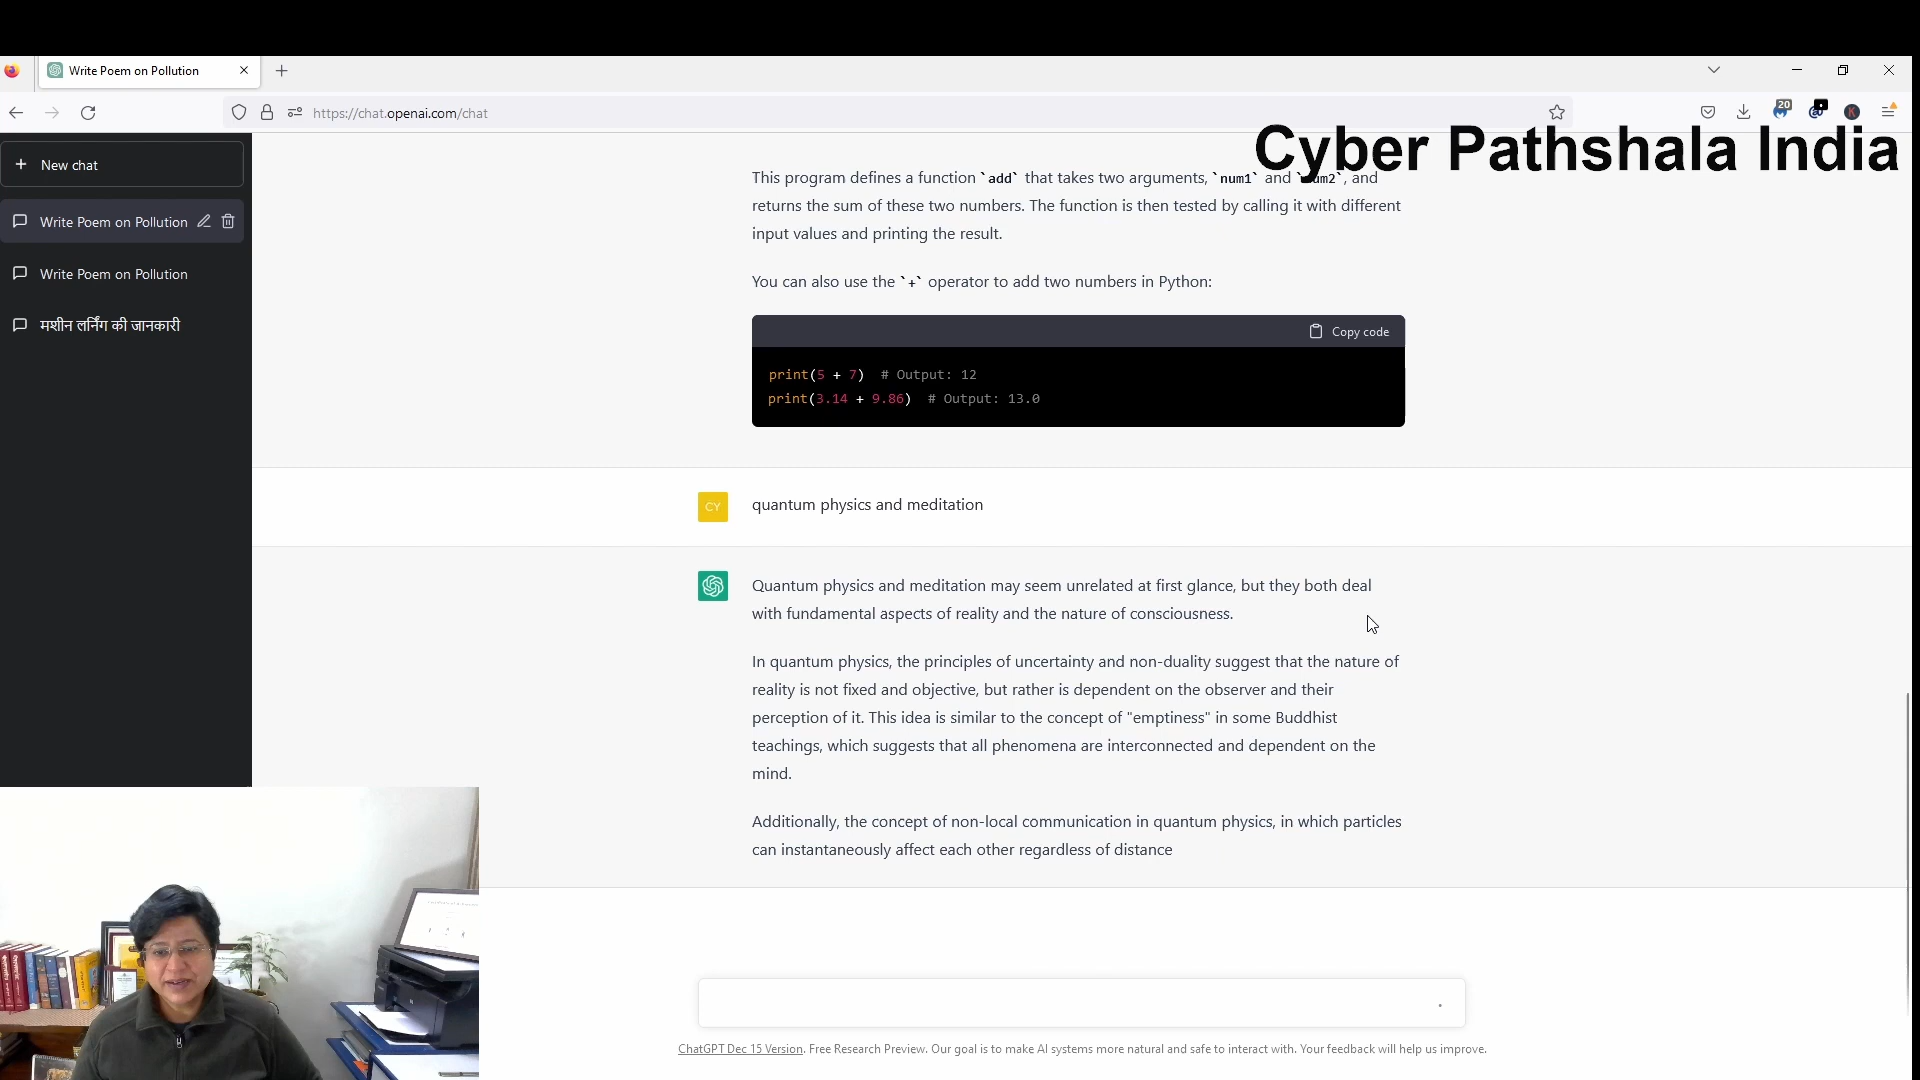 Write Poem on Pollution
https://chat.openai.com/chat
20
K
Cyber Pathshala India
New chat
Write Poem on Pollution
Write Poem on Pollution
मशीन लर्निंग की जानकारी
This program defines a function `add` that takes two arguments, `num1` and `num2`, and
returns the sum of these two numbers. The function is then tested by calling it with different
input values and printing the result.
You can also use the `+` operator to add two numbers in Python:
Copy code
print(5 + 7)  # Output: 12
print(3.14 + 9.86)  # Output: 13.0
CY
quantum physics and meditation
Quantum physics and meditation may seem unrelated at first glance, but they both deal
with fundamental aspects of reality and the nature of consciousness.
In quantum physics, the principles of uncertainty and non-duality suggest that the nature of
reality is not fixed and objective, but rather is dependent on the observer and their
perception of it. This idea is similar to the concept of "emptiness" in some Buddhist
teachings, which suggests that all phenomena are interconnected and dependent on the
mind.
Additionally, the concept of non-local communication in quantum physics, in which particles
can instantaneously affect each other regardless of distance
ChatGPT Dec 15 Version. Free Research Preview. Our goal is to make AI systems more natural and safe to interact with. Your feedback will help us improve.